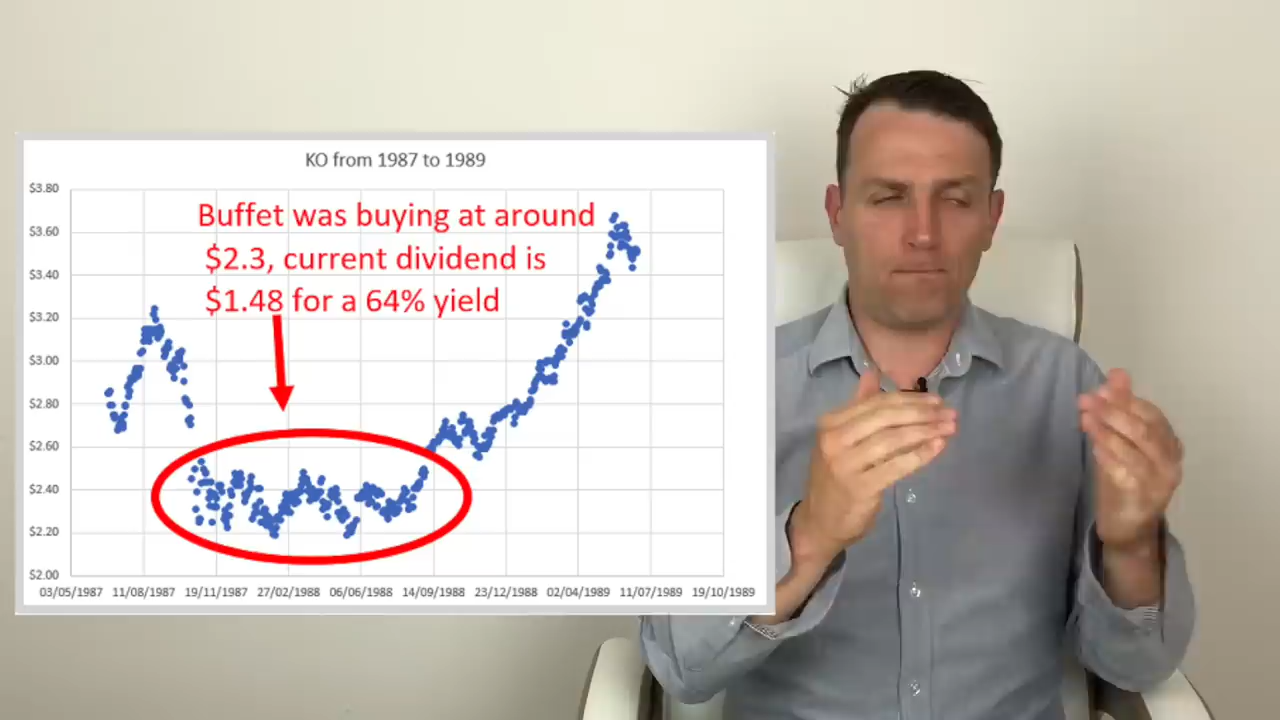 KO from 1987 to 1989
Buffet was buying at around
$2.3, current dividend is
$1.48 for a 64% yield
$3.80
$3.60
$3.40
$3.20
$3.00
$2.80
$2.60
$2.40
$2.20
$2.00
03/05/1987 11/08/1987 19/11/1987 27/02/1988 06/06/1988 14/09/1988 23/12/1988 02/04/1989 11/07/1989 19/10/1989